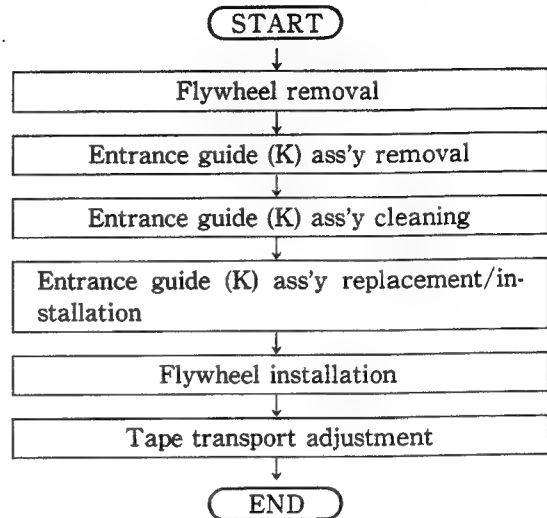 START
Flywheel removal
Entrance guide (K) ass'y removal
Entrance guide (K) ass'y cleaning
Entrance guide (K) ass'y replacement/in-
stallation
Flywheel installation
Tape transport adjustment
END